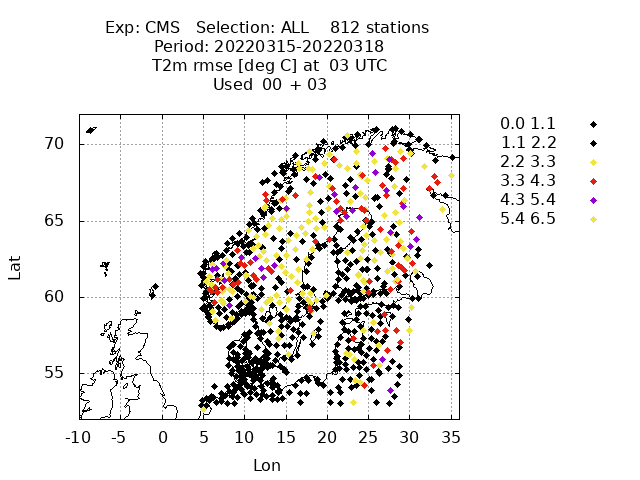 Exp: CMS Selection: ALL 812 stations
Period: 20220315-20220318
T2m rmse [deg C] at 03 UTC
Used 00 + 03
0.0 1.1
1.1 2.2
2.2 3.3
3.3 4.3
4.3 5.4
5.4 6.5
70
65
60
55
Lat
-10 -5 0 5 10 15 20 25 30 35
Lon